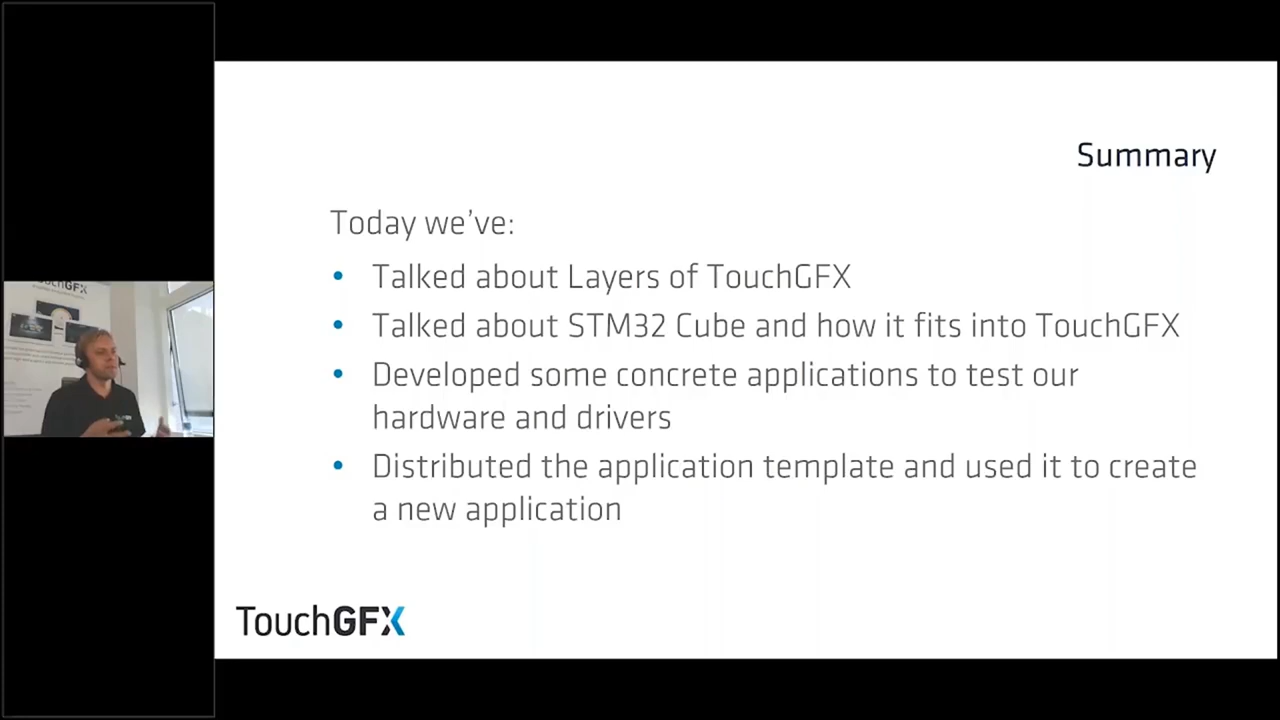 Summary
Today we've:
• Talked about Layers of TouchGFX
• Talked about STM32 Cube and how it fits into TouchGFX
• Developed some concrete applications to test our
hardware and drivers
• Distributed the application template and used it to create
a new application
TouchGFX